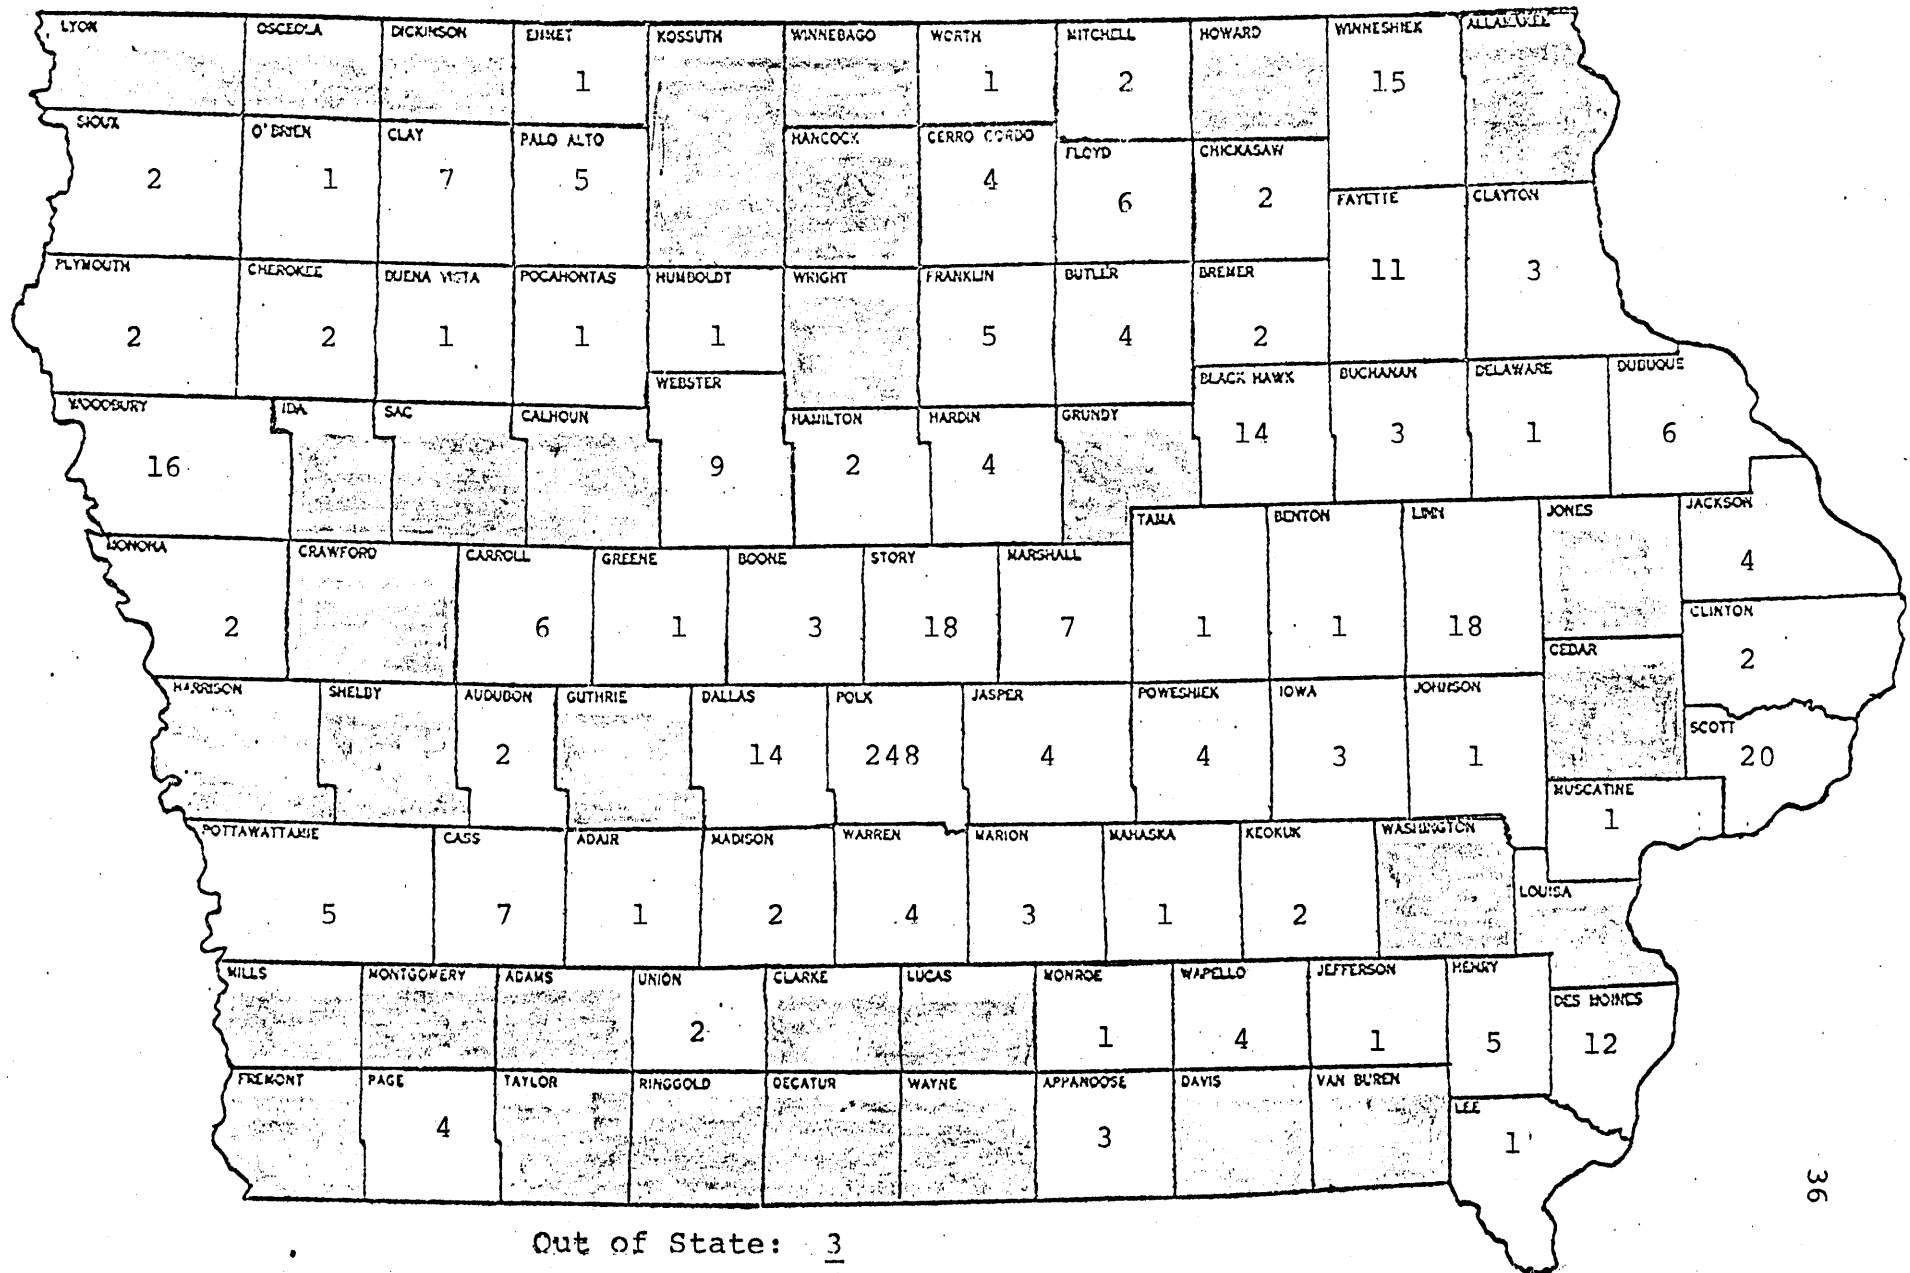 LYON OSCEOLA DICKINSON EMMET KOSSUTH WINNEBAGO WORTH MITCHELL HOWARD WINNESHIEK ALLAMAKEE
1 1 2 15
SIOUX O'BRIEN CLAY PALO ALTO HANCOCK CERRO GORDO FLOYD CHICKASAW
2 1 7 5 4 6 2
FAYETTE CLAYTON
11 3
PLYMOUTH CHEROKEE BUENA VISTA POCAHONTAS HUMBOLDT WRIGHT FRANKLIN BUTLER BREMER
2 2 1 1 1 5 4 2
WEBSTER BLACK HAWK BUCHANAN DELAWARE DUBUQUE
14 3 1 6
WOODBURY IDA SAC CALHOUN HAMILTON HARDIN GRUNDY
16 9 2 4
TAMA BENTON LINN JONES JACKSON
4
MONONA CRAWFORD CARROLL GREENE BOONE STORY MARSHALL
CLINTON
2 6 1 3 18 7 1 1 18
CEDAR
2
HARRISON SHELBY AUDUBON GUTHRIE DALLAS POLK JASPER POWESHIEK IOWA JOHNSON
SCOTT
2 14 248 4 4 3 1 20
MUSCATINE
1
POTTAWATTAMIE CASS ADAIR MADISON WARREN MARION MAHASKA KEOKUK WASHINGTON
LOUISA
5 7 1 2 4 3 1 2
MILLS MONTGOMERY ADAMS UNION CLARKE LUCAS MONROE WAPELLO JEFFERSON HENRY
DES MOINES
2 1 4 1 5 12
FREMONT PAGE TAYLOR RINGGOLD DECATUR WAYNE APPANOOSE DAVIS VAN BUREN
LEE
4 3 1
36
Out of State: 3